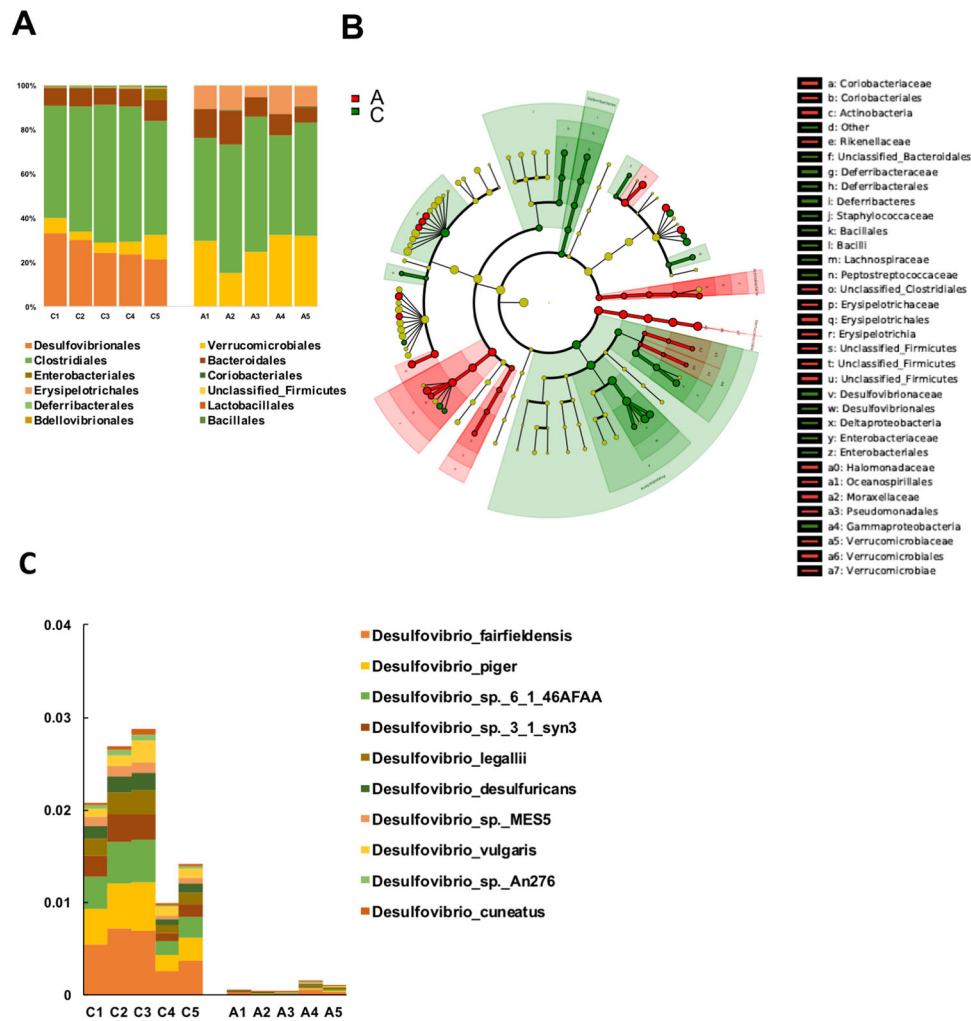 A
B
100%
80%
60%
40%
20%
0%
C1 C2 C3 C4 C5 A1 A2 A3 A4 A5
Desulfovibrionales
Clostridiales
Enterobacteriales
Erysipelotrichales
Deferribacterales
Bdellovibrionales
Verrucomicrobiales
Bacteroidales
Coriobacteriales
Unclassified_Firmicutes
Lactobacillales
Bacillales
A
C
Deferribacteres
a: Coriobacteriaceae
b: Coriobacteriales
c: Actinobacteria
d: Other
e: Rikenellaceae
f: Unclassified_Bacteroidales
g: Deferribacteraceae
h: Deferribacterales
i: Deferribacteres
j: Staphylococcaceae
k: Bacillales
l: Bacilli
m: Lachnospiraceae
n: Peptostreptococcaceae
o: Unclassified_Clostridiales
p: Erysipelotrichaceae
q: Erysipelotrichales
r: Erysipelotrichia
s: Unclassified_Firmicutes
t: Unclassified_Firmicutes
u: Unclassified_Firmicutes
v: Desulfovibrionaceae
w: Desulfovibrionales
x: Deltaproteobacteria
y: Enterobacteriaceae
z: Enterobacteriales
a0: Halomonadaceae
a1: Oceanospirillales
a2: Moraxellaceae
a3: Pseudomonadales
a4: Gammaproteobacteria
a5: Verrucomicrobiaceae
a6: Verrucomicrobiales
a7: Verrucomicrobiae
C
0.04
0.03
0.02
0.01
0
C1 C2 C3 C4 C5 A1 A2 A3 A4 A5
Desulfovibrio_fairfieldensis
Desulfovibrio_piger
Desulfovibrio_sp._6_1_46AFAA
Desulfovibrio_sp._3_1_syn3
Desulfovibrio_legallii
Desulfovibrio_desulfuricans
Desulfovibrio_sp._MES5
Desulfovibrio_vulgaris
Desulfovibrio_sp._An276
Desulfovibrio_cuneatus